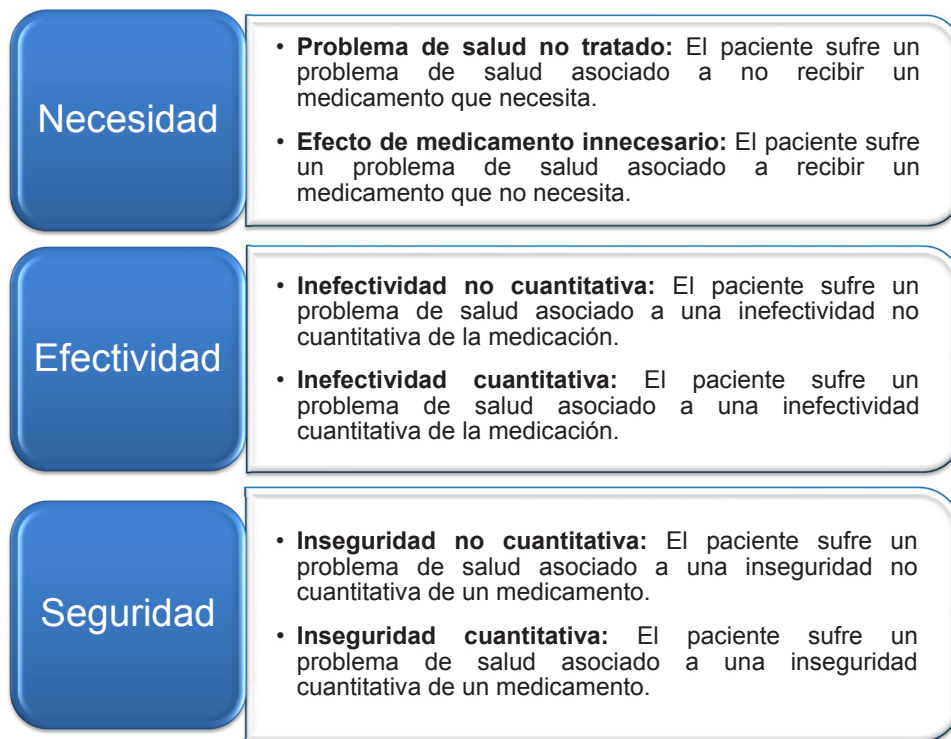 Necesidad
• Problema de salud no tratado: El paciente sufre un
problema de salud asociado a no recibir un
medicamento que necesita.
• Efecto de medicamento innecesario: El paciente sufre
un problema de salud asociado a recibir un
medicamento que no necesita.
Efectividad
• Inefectividad no cuantitativa: El paciente sufre un
problema de salud asociado a una inefectividad no
cuantitativa de la medicación.
• Inefectividad cuantitativa: El paciente sufre un
problema de salud asociado a una inefectividad
cuantitativa de la medicación.
Seguridad
• Inseguridad no cuantitativa: El paciente sufre un
problema de salud asociado a una inseguridad no
cuantitativa de un medicamento.
• Inseguridad cuantitativa: El paciente sufre un
problema de salud asociado a una inseguridad
cuantitativa de un medicamento.